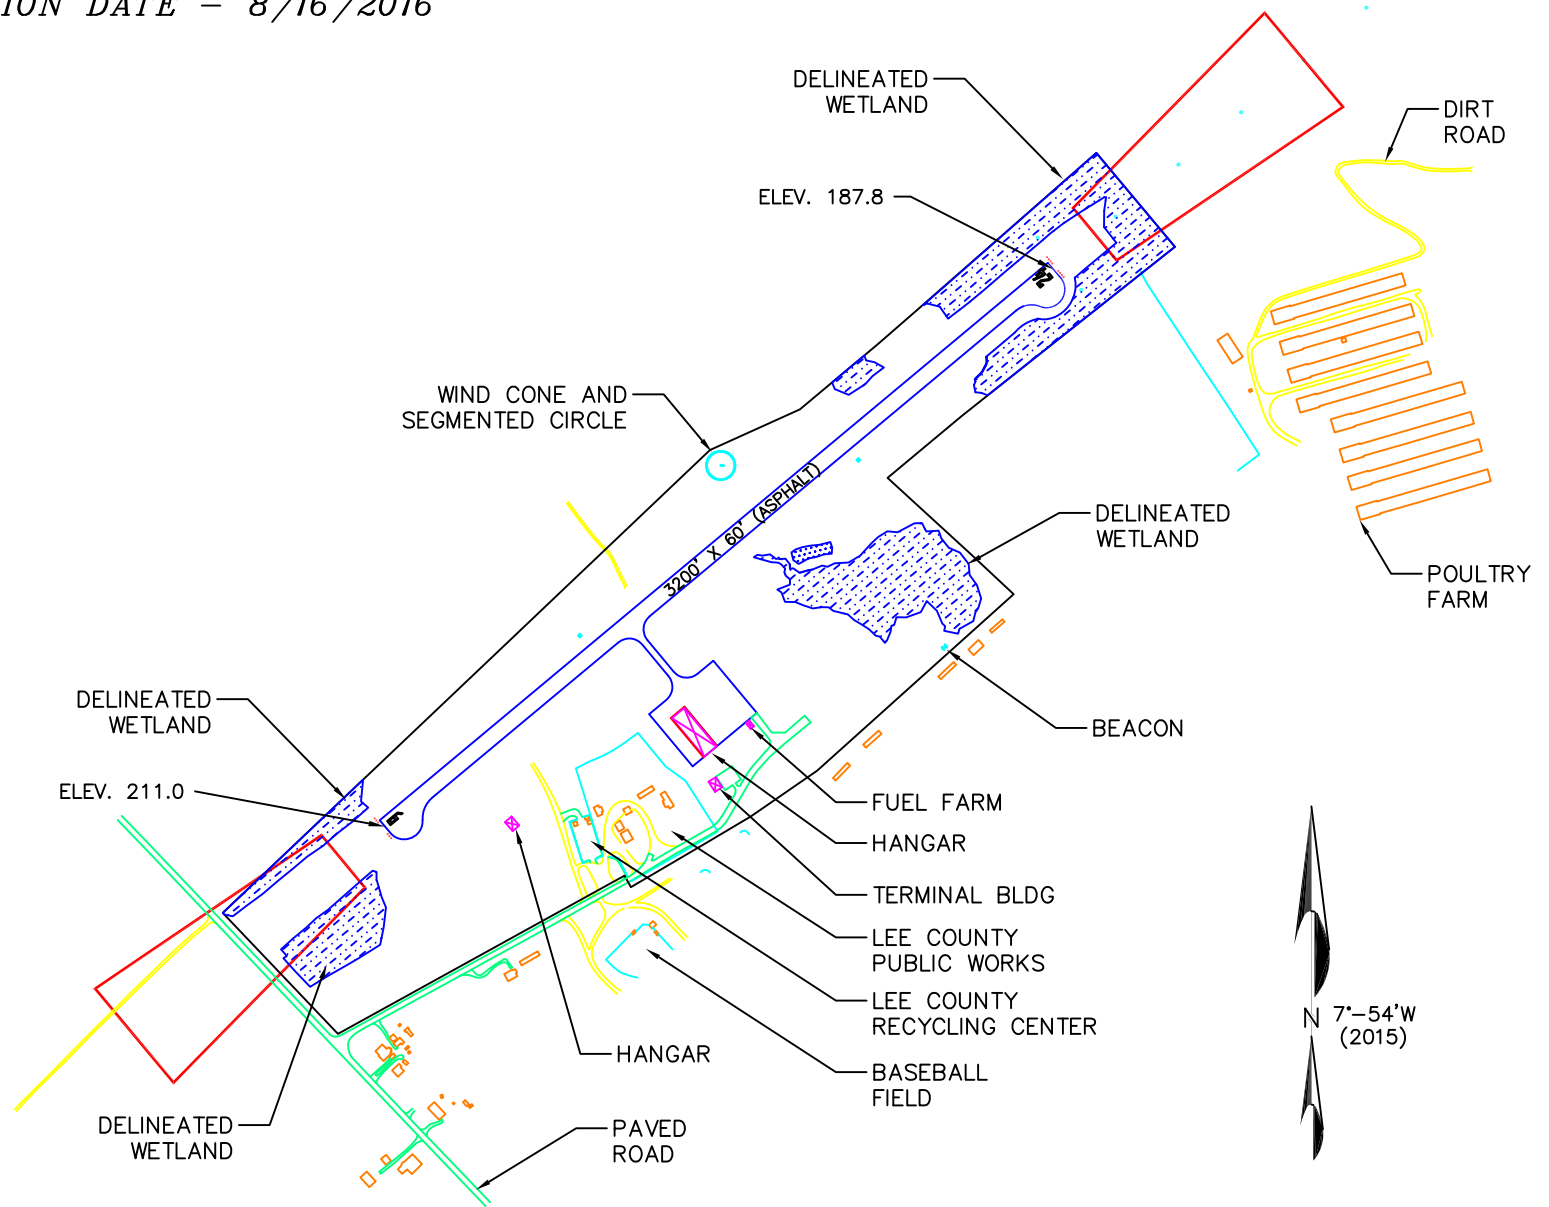 ION DATE - 8/16/2016
DELINEATED
WETLAND
DIRT
ROAD
ELEV. 187.8
24
WIND CONE AND
SEGMENTED CIRCLE
3200' X 60' (ASPHALT)
DELINEATED
WETLAND
POULTRY
FARM
DELINEATED
WETLAND
BEACON
ELEV. 211.0
6
FUEL FARM
HANGAR
TERMINAL BLDG
LEE COUNTY
PUBLIC WORKS
LEE COUNTY
RECYCLING CENTER
N 7°-54'W
(2015)
HANGAR
BASEBALL
FIELD
DELINEATED
WETLAND
PAVED
ROAD